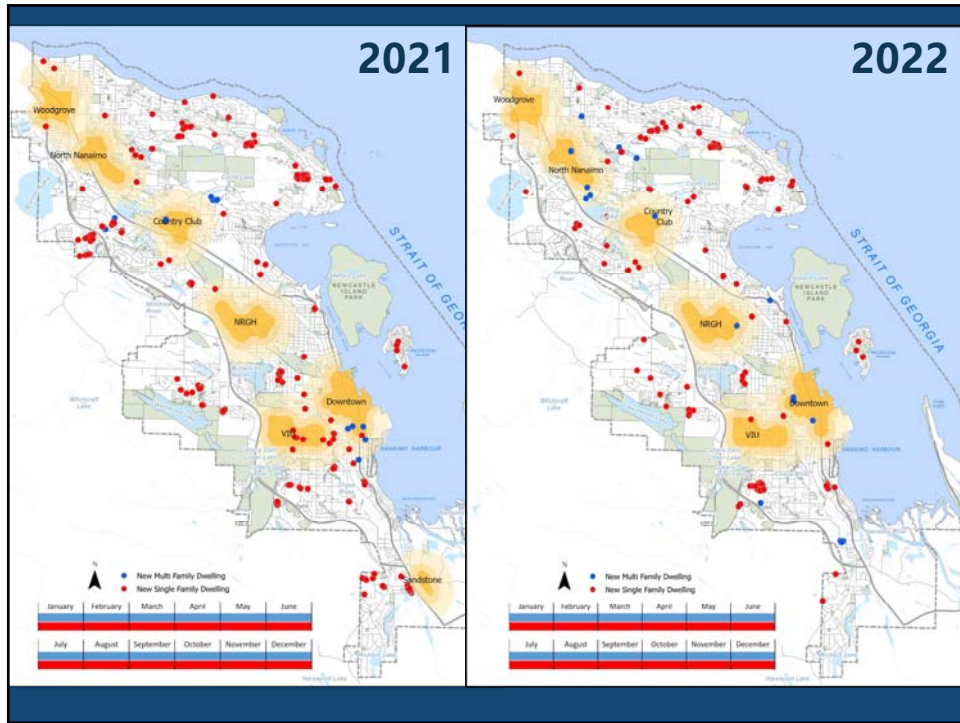 2021
Woodgrove
North Nanaimo
Country Club
STRAIT OF GEORGIA
NEWCASTLE
ISLAND
PARK
NRGH
Downtown
VIU
NANAIMO HARBOUR
Sandstone
N
New Multi Family Dwelling
New Single Family Dwelling
January February March April May June
July August September October November December
2022
Woodgrove
North Nanaimo
Country
Club
STRAIT OF GEORGIA
NEWCASTLE
ISLAND
PARK
NRGH
Downtown
VIU
NANAIMO HARBOUR
N
New Multi Family Dwelling
New Single Family Dwelling
January February March April May June
July August September October November December